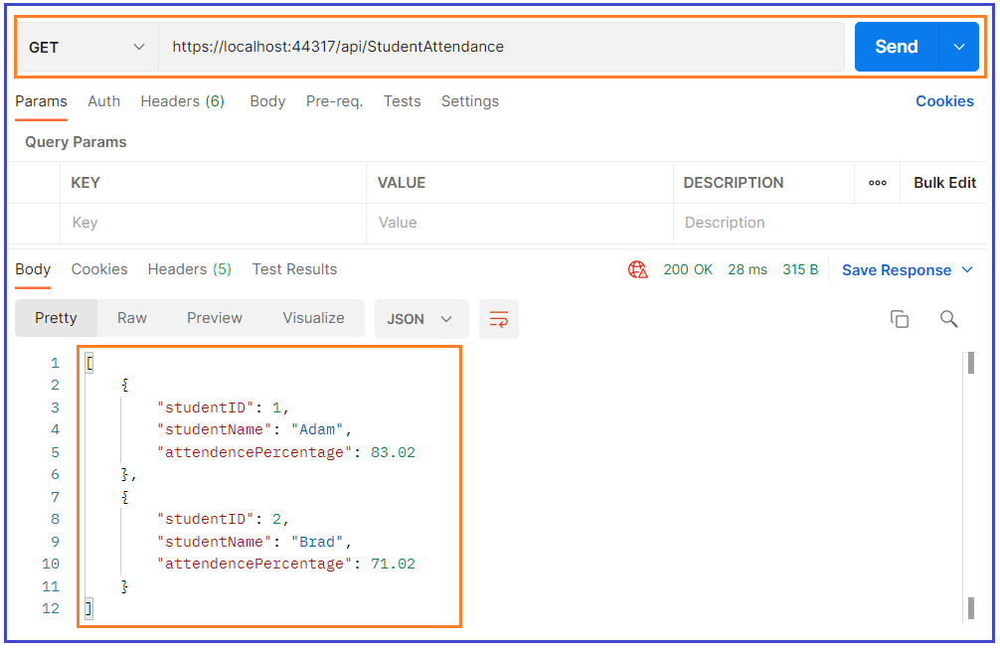 GET https://localhost:44317/api/StudentAttendance Send
Params Auth Headers (6) Body Pre-req. Tests Settings Cookies
Query Params
KEY VALUE DESCRIPTION ooo Bulk Edit
Key Value Description
Body Cookies Headers (5) Test Results 200 OK 28 ms 315 B Save Response
Pretty Raw Preview Visualize JSON
1 [
2 {
3 "studentID": 1,
4 "studentName": "Adam",
5 "attendencePercentage": 83.02
6 },
7 {
8 "studentID": 2,
9 "studentName": "Brad",
10 "attendencePercentage": 71.02
11 }
12 ]